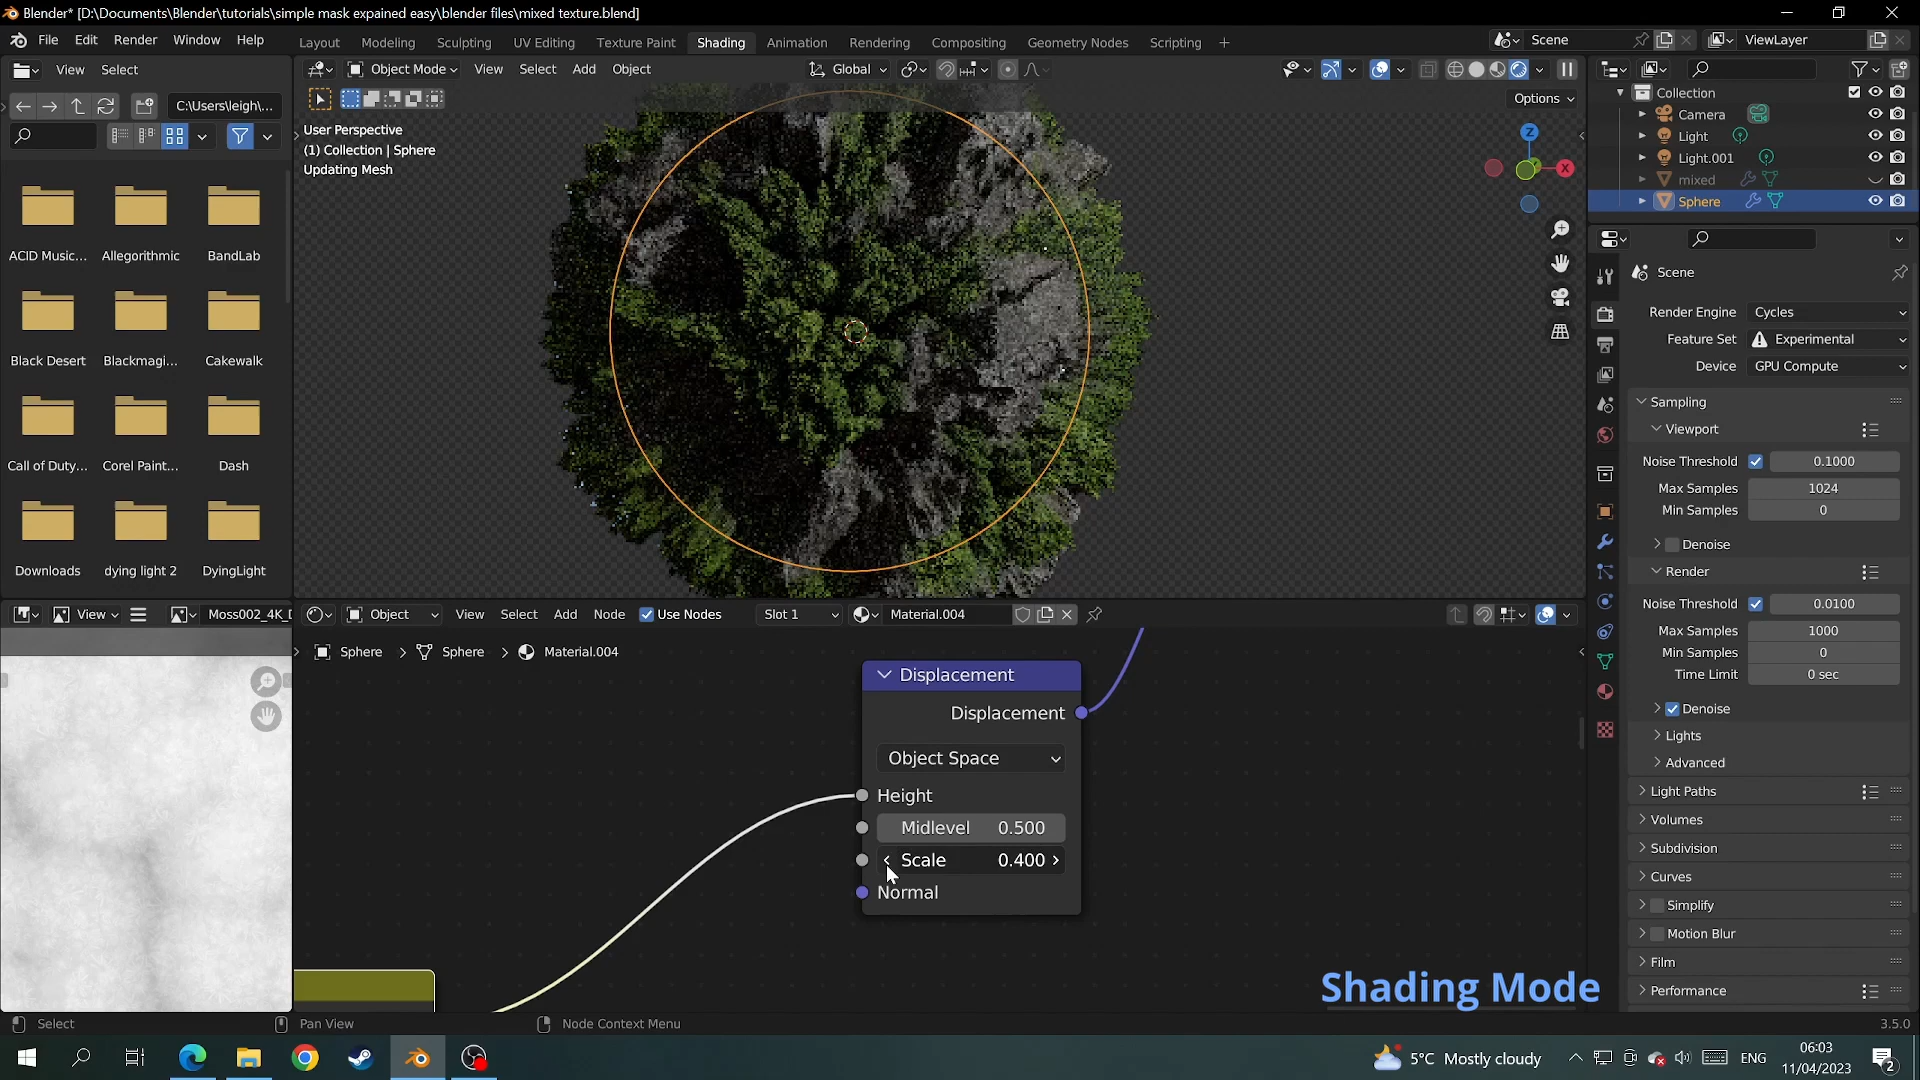 Blender* [D:\Documents\Blender\tutorials\simple mask expained easy\blender files\mixed texture.blend]
File Edit Render Window Help
Layout Modeling Sculpting UV Editing Texture Paint Shading Animation Rendering Compositing Geometry Nodes Scripting +
Scene
ViewLayer
View Select
Object Mode View Select Add Object
Global
C:\Users\leigh\...
Options
User Perspective
(1) Collection | Sphere
Updating Mesh
Z
X
ACID Music... Allegorithmic BandLab
Black Desert Blackmagi... Cakewalk
Call of Duty... Corel Paint... Dash
Downloads dying light 2 DyingLight
Collection
Camera
Light
Light.001
mixed
Sphere
Scene
Render Engine Cycles
Feature Set Experimental
Device GPU Compute
Sampling
Viewport
Noise Threshold 0.1000
Max Samples 1024
Min Samples 0
Denoise
Render
Noise Threshold 0.0100
Max Samples 1000
Min Samples 0
Time Limit 0 sec
Denoise
Lights
Advanced
Light Paths
Volumes
Subdivision
Curves
Simplify
Motion Blur
Film
Performance
View
Moss002_4K_
Object View Select Add Node Use Nodes Slot 1 Material.004
Sphere > Sphere > Material.004
Displacement
Displacement
Object Space
Height
Midlevel 0.500
Scale 0.400
Normal
Shading Mode
Select Pan View Node Context Menu 3.5.0
5°C Mostly cloudy
ENG
06:03
11/04/2023
2